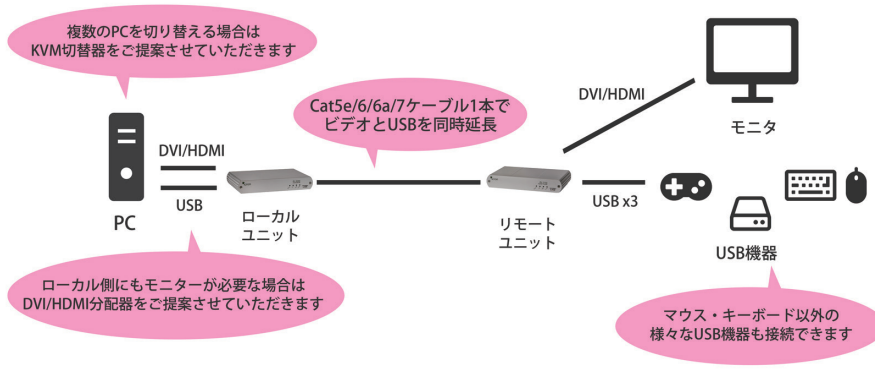 複数のPCを切り替える場合は
KVM切替器をご提案させていただきます
Cat5e/6/6a/7ケーブル1本で
ビデオとUSBを同時延長
DVI/HDMI
モニタ
DVI/HDMI
USB
PC
ローカル
ユニット
リモート
ユニット
USB x3
USB機器
ローカル側にもモニターが必要な場合は
DVI/HDMI分配器をご提案させていただきます
マウス・キーボード以外の
様々なUSB機器も接続できます